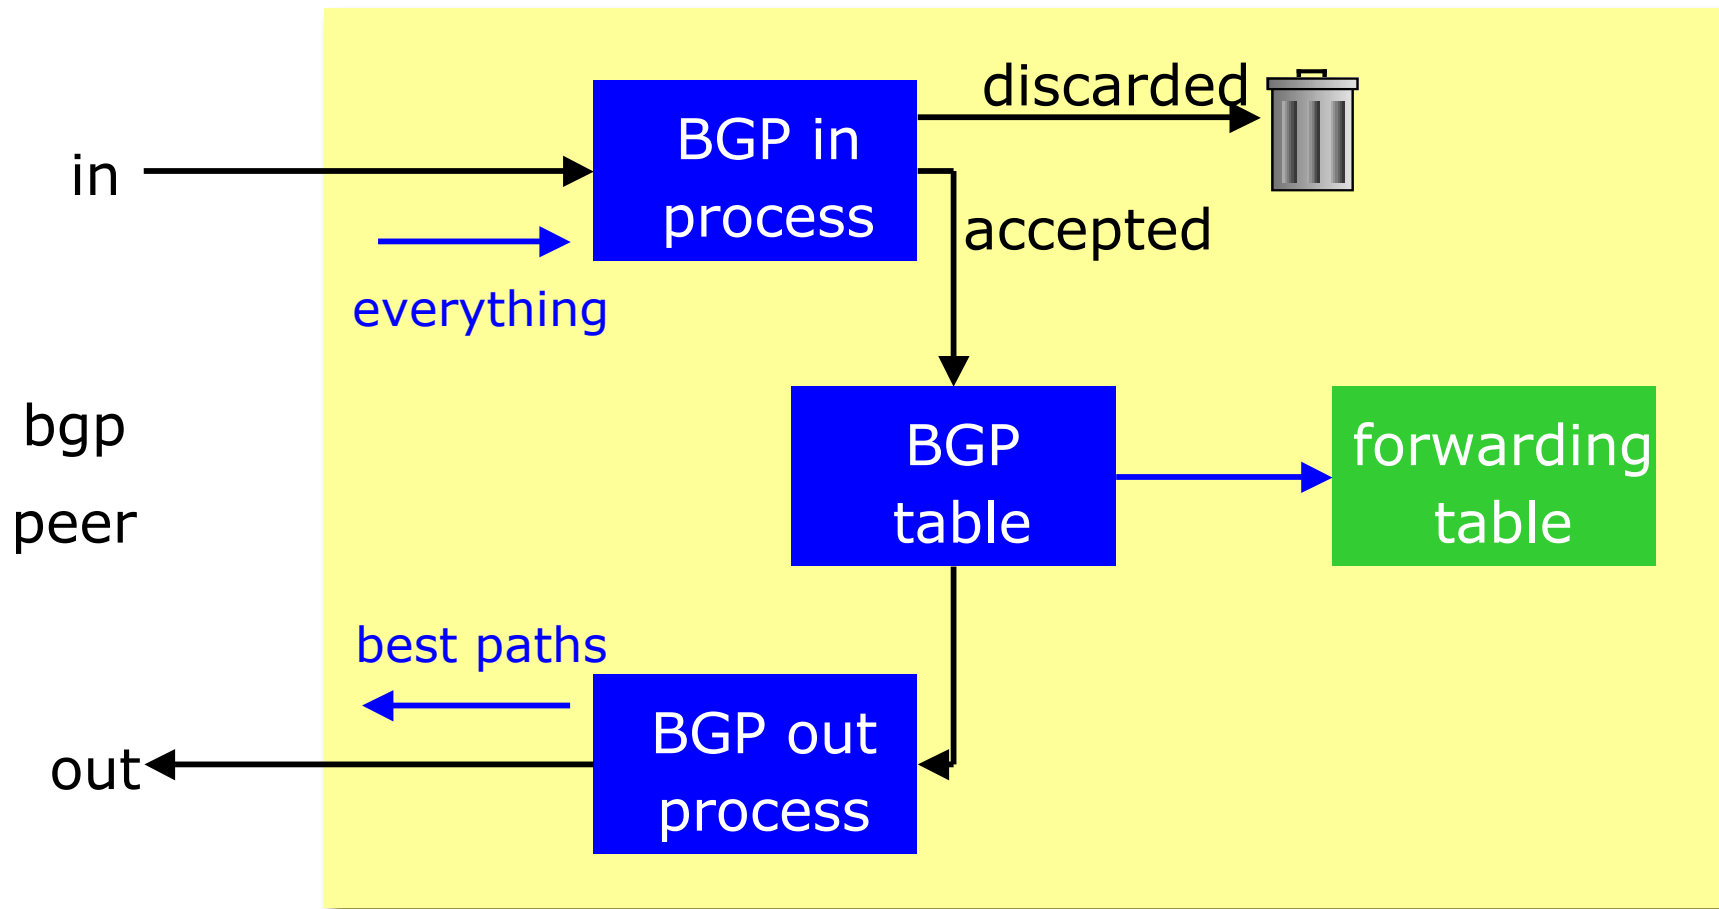 discarded
BGP in
process
in
accepted
everything
bgp
peer
BGP
table
forwarding
table
best paths
BGP out
process
out